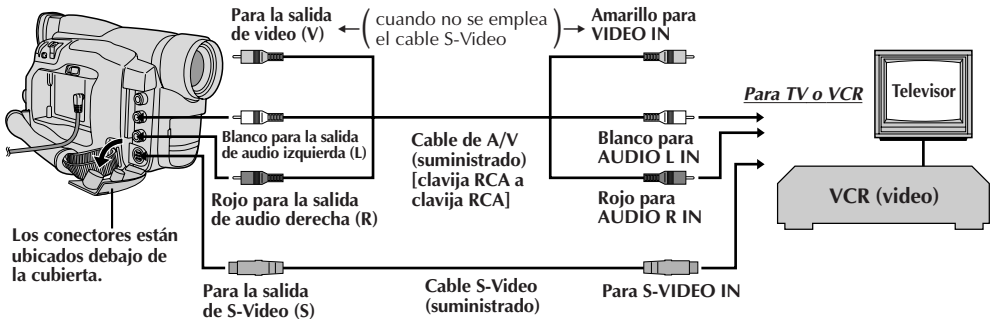 Para la salida
de video (V)
cuando no se emplea
el cable S-Video
Amarillo para
VIDEO IN
Blanco para la salida
de audio izquierda (L)
Cable de A/V
(suministrado)
[clavija RCA a
clavija RCA]
Blanco para
AUDIO L IN
Para TV o VCR
Televisor
Rojo para la salida
de audio derecha (R)
Rojo para
AUDIO R IN
VCR (video)
Los conectores están
ubicados debajo de
la cubierta.
Para la salida
de S-Video (S)
Cable S-Video
(suministrado)
Para S-VIDEO IN